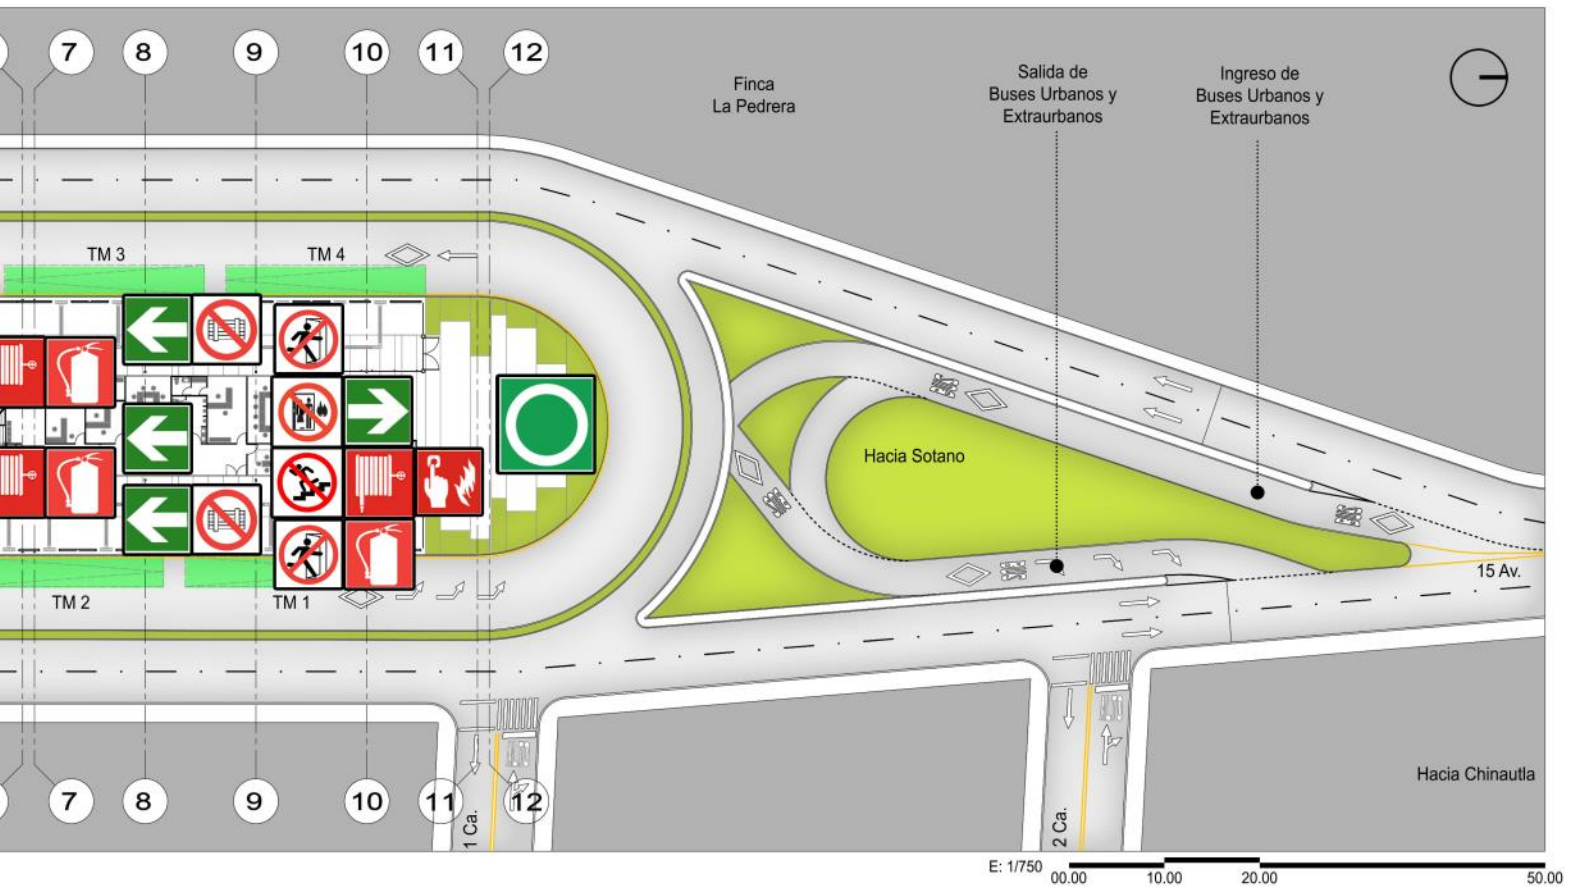 7
8
9
10
11
12
Finca
La Pedrera
Salida de
Buses Urbanos y
Extraurbanos
Ingreso de
Buses Urbanos y
Extraurbanos
TM 3
TM 4
Hacia Sotano
15 Av.
TM 2
TM 1
Hacia Chinautla
7
8
9
10
11
12
1 Ca.
2 Ca.
E: 1/750
00.00
10.00
20.00
50.00